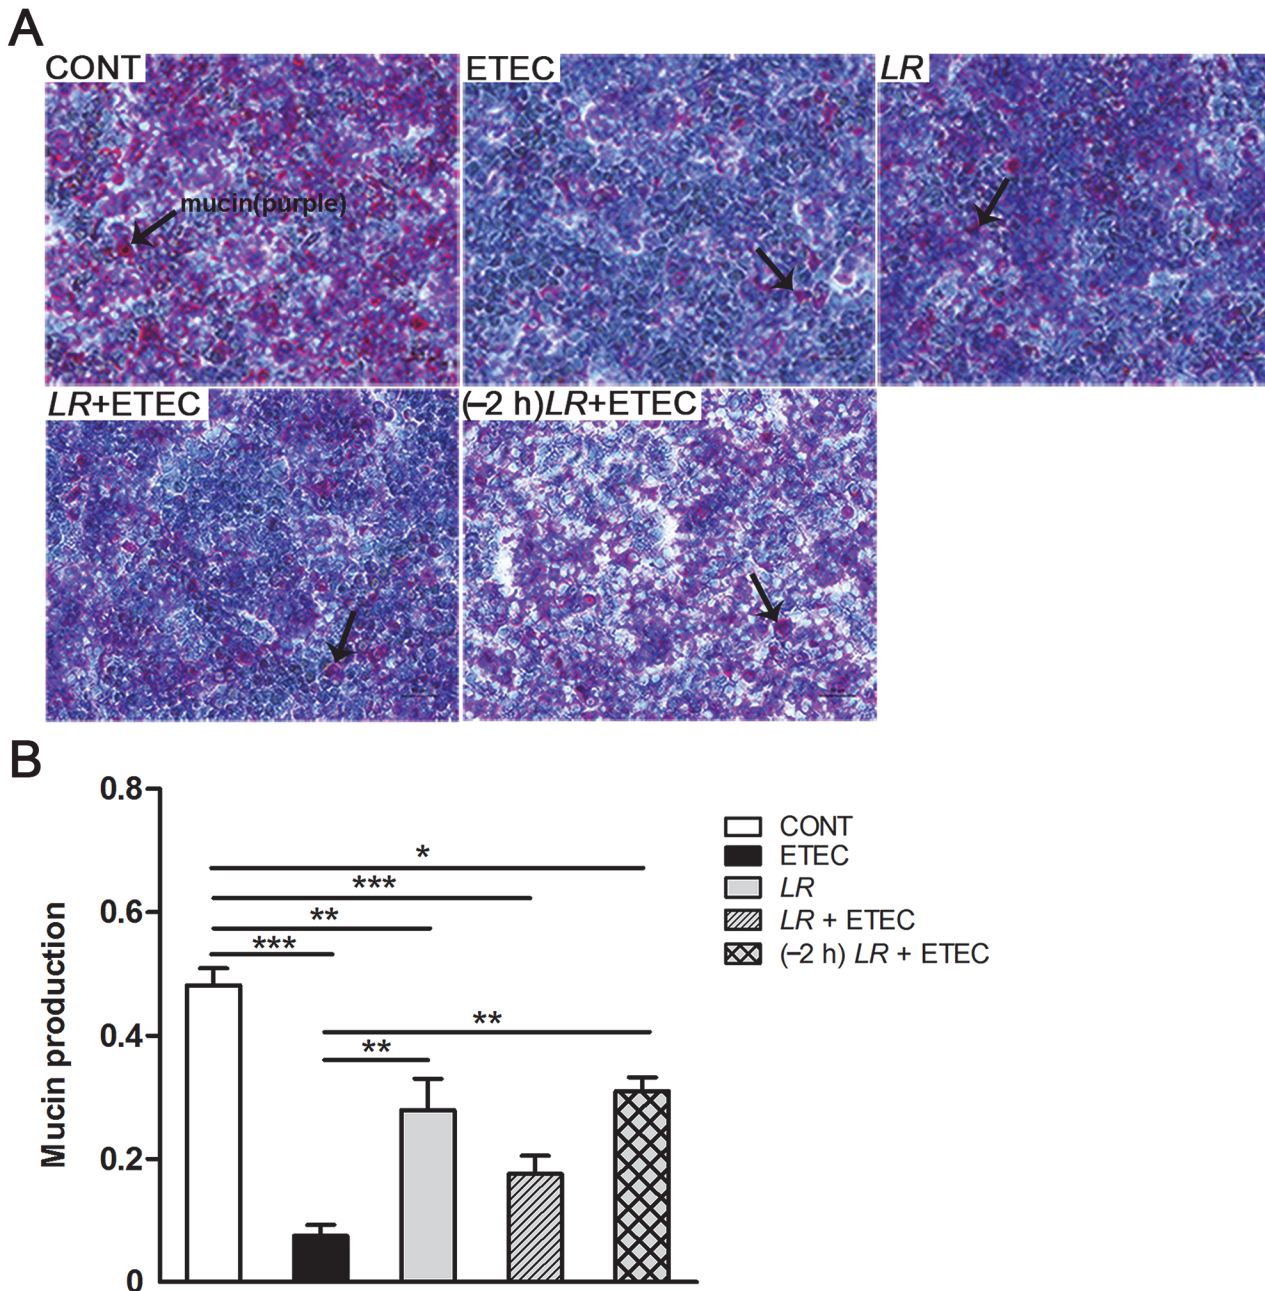 A
CONT
ETEC
LR
mucin(purple)
LR+ETEC
(–2 h)LR+ETEC
B
Mucin production
0.8
0.6
0.4
0.2
0
*
***
**
***
**
**
CONT
ETEC
LR
LR + ETEC
(–2 h) LR + ETEC